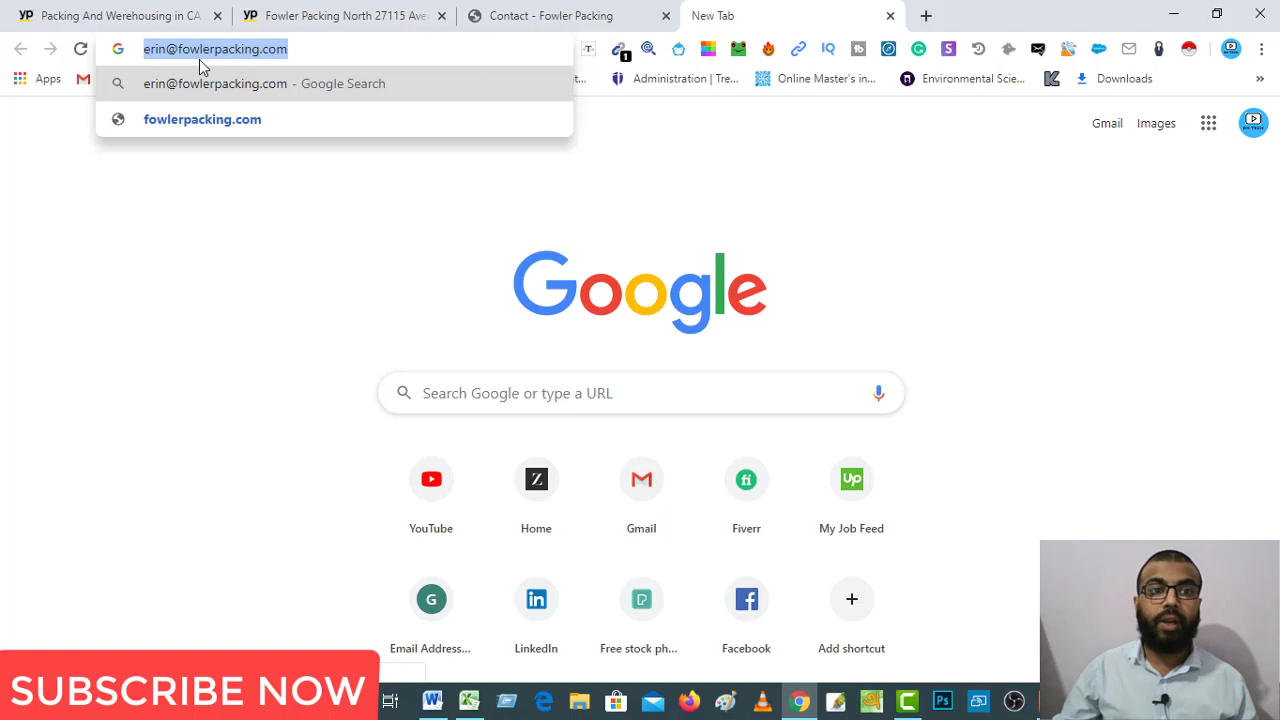 Packing And Warehousing in CA
Fowler Packing North 27115 Ave
Contact - Fowler Packing
New Tab
erin@fowlerpacking.com
erin@fowlerpacking.com - Google Search
fowlerpacking.com
Apps
Administration | Tre...
Online Master's in...
Environmental Scien...
Downloads
Gmail
Images
Google
Search Google or type a URL
YouTube
Home
Gmail
Fiverr
My Job Feed
Email Address...
LinkedIn
Free stock ph...
Facebook
Add shortcut
SUBSCRIBE NOW